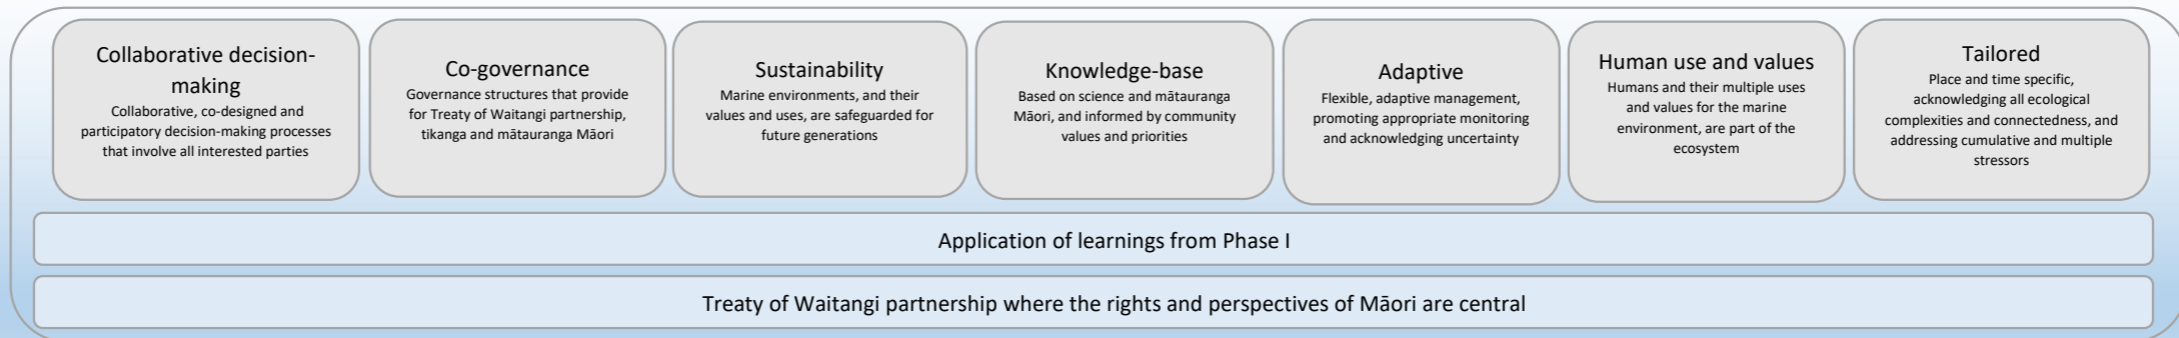 Collaborative decision-
making
Collaborative, co-designed and
participatory decision-making processes
that involve all interested parties
Co-governance
Governance structures that provide
for Treaty of Waitangi partnership,
tikanga and mātauranga Māori
Sustainability
Marine environments, and their
values and uses, are safeguarded for
future generations
Knowledge-base
Based on science and mātauranga
Māori, and informed by community
values and priorities
Adaptive
Flexible, adaptive management,
promoting appropriate monitoring
and acknowledging uncertainty
Human use and values
Humans and their multiple uses
and values for the marine
environment, are part of the
ecosystem
Tailored
Place and time specific,
acknowledging all ecological
complexities and connectedness, and
addressing cumulative and multiple
stressors
Application of learnings from Phase I
Treaty of Waitangi partnership where the rights and perspectives of Māori are central